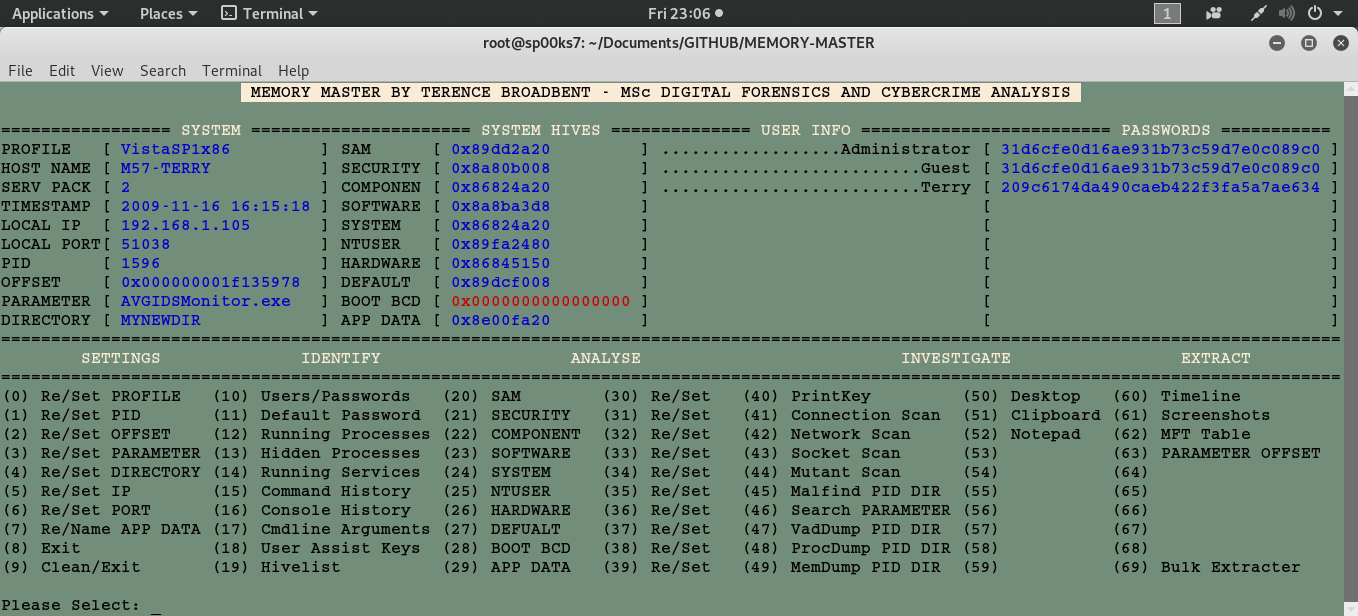 Applications Places Terminal Fri 23:06 1
root@sp00ks7: ~/Documents/GITHUB/MEMORY-MASTER
File Edit View Search Terminal Help
MEMORY MASTER BY TERENCE BROADBENT - MSc DIGITAL FORENSICS AND CYBERCRIME ANALYSIS
================= SYSTEM ====================== SYSTEM HIVES ============== USER INFO ========================= PASSWORDS ===========
PROFILE [ VistaSP1x86 ] SAM [ 0x89dd2a20 ] ..................Administrator [ 31d6cfe0d16ae931b73c59d7e0c089c0 ]
HOST NAME [ M57-TERRY ] SECURITY [ 0x8a80b008 ] ..........................Guest [ 31d6cfe0d16ae931b73c59d7e0c089c0 ]
SERV PACK [ 2 ] COMPONEN [ 0x86824a20 ] ..........................Terry [ 209c6174da490caeb422f3fa5a7ae634 ]
TIMESTAMP [ 2009-11-16 16:15:18 ] SOFTWARE [ 0x8a8ba3d8 ] [ ]
LOCAL IP [ 192.168.1.105 ] SYSTEM [ 0x86824a20 ] [ ]
LOCAL PORT[ 51038 ] NTUSER [ 0x89fa2480 ] [ ]
PID [ 1596 ] HARDWARE [ 0x86845150 ] [ ]
OFFSET [ 0x000000001f135978 ] DEFAULT [ 0x89dcf008 ] [ ]
PARAMETER [ AVGIDSMonitor.exe ] BOOT BCD [ 0x0000000000000000 ] [ ]
DIRECTORY [ MYNEWDIR ] APP DATA [ 0x8e00fa20 ] [ ]
======================================================================================================================================
SETTINGS IDENTIFY ANALYSE INVESTIGATE EXTRACT
======================================================================================================================================
(0) Re/Set PROFILE (10) Users/Passwords (20) SAM (30) Re/Set (40) PrintKey (50) Desktop (60) Timeline
(1) Re/Set PID (11) Default Password (21) SECURITY (31) Re/Set (41) Connection Scan (51) Clipboard (61) Screenshots
(2) Re/Set OFFSET (12) Running Processes (22) COMPONENT (32) Re/Set (42) Network Scan (52) Notepad (62) MFT Table
(3) Re/Set PARAMETER (13) Hidden Processes (23) SOFTWARE (33) Re/Set (43) Socket Scan (53) (63) PARAMETER OFFSET
(4) Re/Set DIRECTORY (14) Running Services (24) SYSTEM (34) Re/Set (44) Mutant Scan (54) (64)
(5) Re/Set IP (15) Command History (25) NTUSER (35) Re/Set (45) Malfind PID DIR (55) (65)
(6) Re/Set PORT (16) Console History (26) HARDWARE (36) Re/Set (46) Search PARAMETER (56) (66)
(7) Re/Name APP DATA (17) Cmdline Arguments (27) DEFUALT (37) Re/Set (47) VadDump PID DIR (57) (67)
(8) Exit (18) User Assist Keys (28) BOOT BCD (38) Re/Set (48) ProcDump PID DIR (58) (68)
(9) Clean/Exit (19) Hivelist (29) APP DATA (39) Re/Set (49) MemDump PID DIR (59) (69) Bulk Extracter
Please Select: _